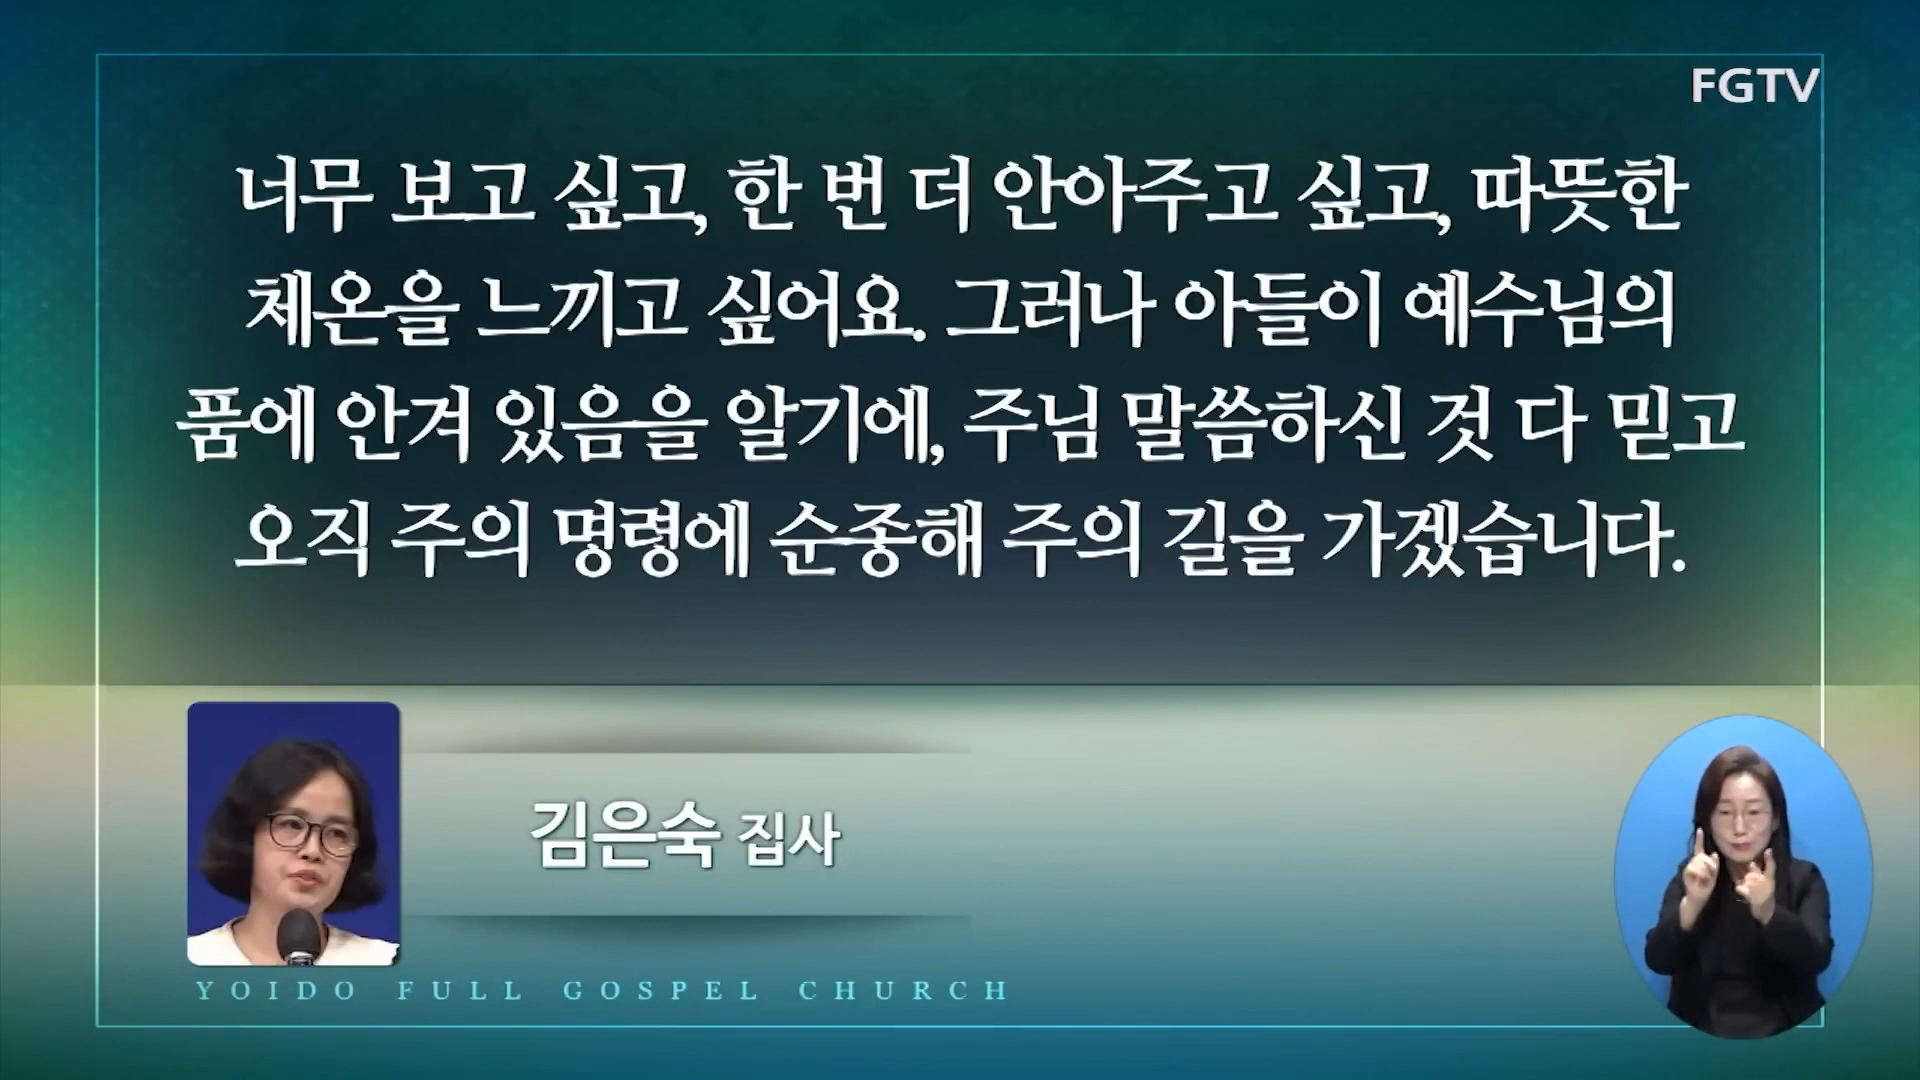 FGTV
너무 보고 싶고, 한 번 더 안아주고 싶고, 따뜻한
체온을 느끼고 싶어요. 그러나 아들이 예수님의
품에 안겨 있음을 알기에, 주님 말씀하신 것 다 믿고
오직 주의 명령에 순종해 주의 길을 가겠습니다.
김은숙 집사
YOIDO FULL GOSPEL CHURCH